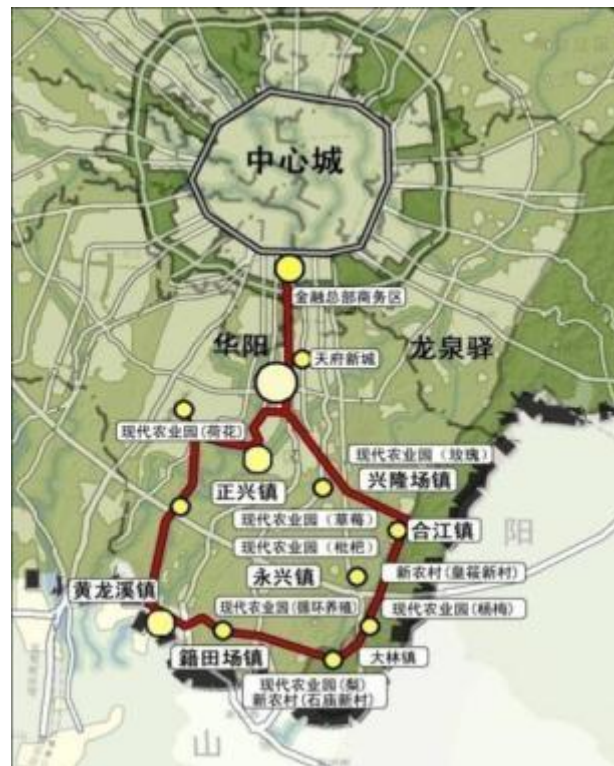 中心城
金融总部商务区
华阳
龙泉驿
天府新城
现代农业园(荷花)
现代农业园（玫瑰）
正兴镇
兴隆场镇
现代农业园（草莓）
合江镇
阳
现代农业园（枇杷）
永兴镇
新农村(皇筱新村)
黄龙溪镇
现代农业园(循环养殖)
现代农业园(杨梅)
籍田场镇
大林镇
现代农业园(梨)
新农村(石庙新村)
山